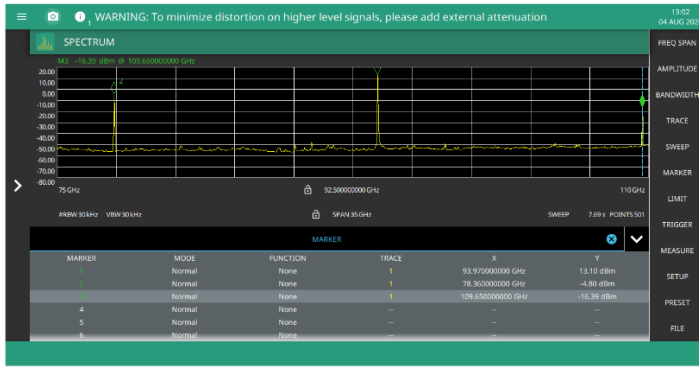 ☰ 1 WARNING: To minimize distortion on higher level signals, please add external attenuation
13:02
04 AUG 202
SPECTRUM
M3 -16.39 dBm @ 109.650000000 GHz
20.00
10.00
0.00
-10.00
-20.00
-30.00
-40.00
-50.00
-60.00
-70.00
-80.00
2
75 GHz 92.500000000 GHz 110 GHz
#RBW 30 kHz VBW 30 kHz SPAN 35 GHz SWEEP 7.69 s POINTS 501
MARKER
MARKER MODE FUNCTION TRACE X Y
1 Normal None 1 93.970000000 GHz 13.10 dBm
2 Normal None 1 78.360000000 GHz -4.80 dBm
Normal None 1 109.650000000 GHz -16.39 dBm
4 Normal None -- -- --
5 Normal None -- -- --
6 Normal None -- -- --
FREQ SPAN
AMPLITUDE
BANDWIDTH
TRACE
SWEEP
MARKER
LIMIT
TRIGGER
MEASURE
SETUP
PRESET
FILE